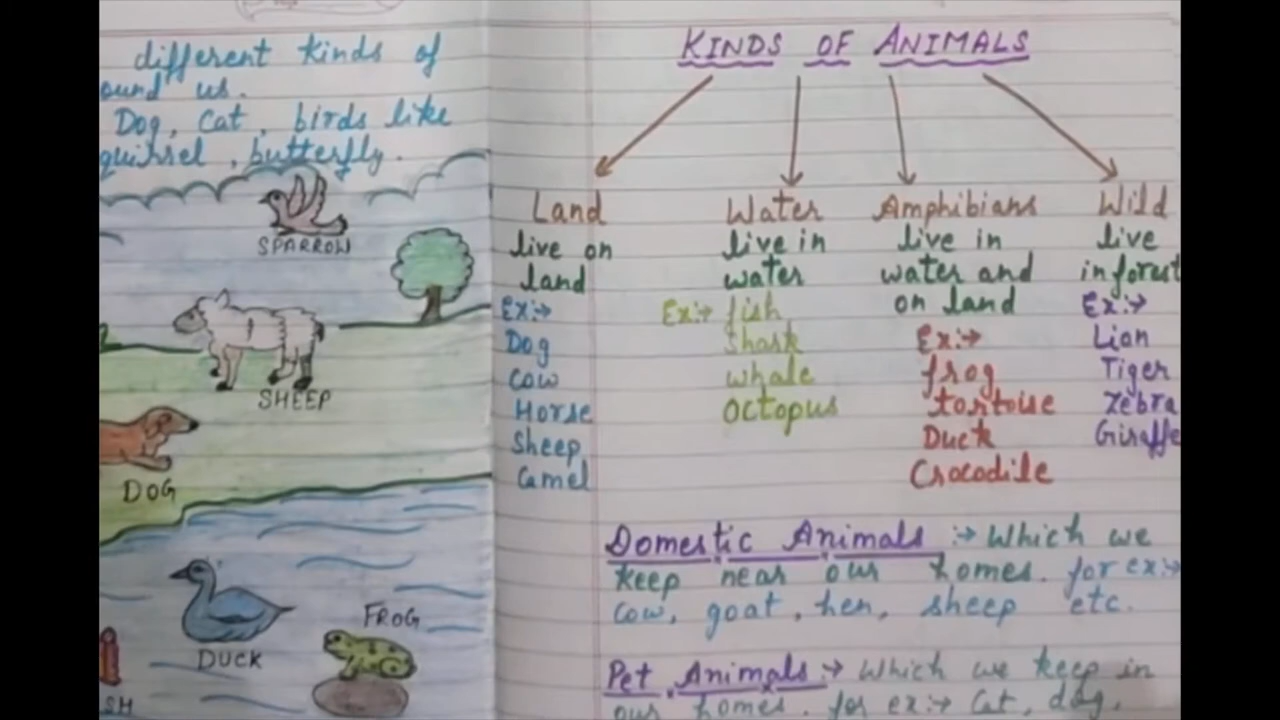 different kinds of
ound us.
Dog, Cat, birds like
quirrel, butterfly.
SPARROW
SHEEP
DOG
DUCK
FROG
SH
KINDS OF ANIMALS
Land Water Amphibians Wild
live on live in live in live
land water water and in forest
Ex:→ Ex:→ fish on land Ex:→
Dog Shark Ex:→ Lion
Cow whale frog Tiger
Horse Octopus tortoise Zebra
Sheep Duck Giraffe
Camel Crocodile
Domestic Animals :→ Which we
keep near our homes. for ex:→
Cow, goat, hen, sheep etc.
Pet Animals :→ Which we keep in
our homes. for ex:→ Cat, dog,